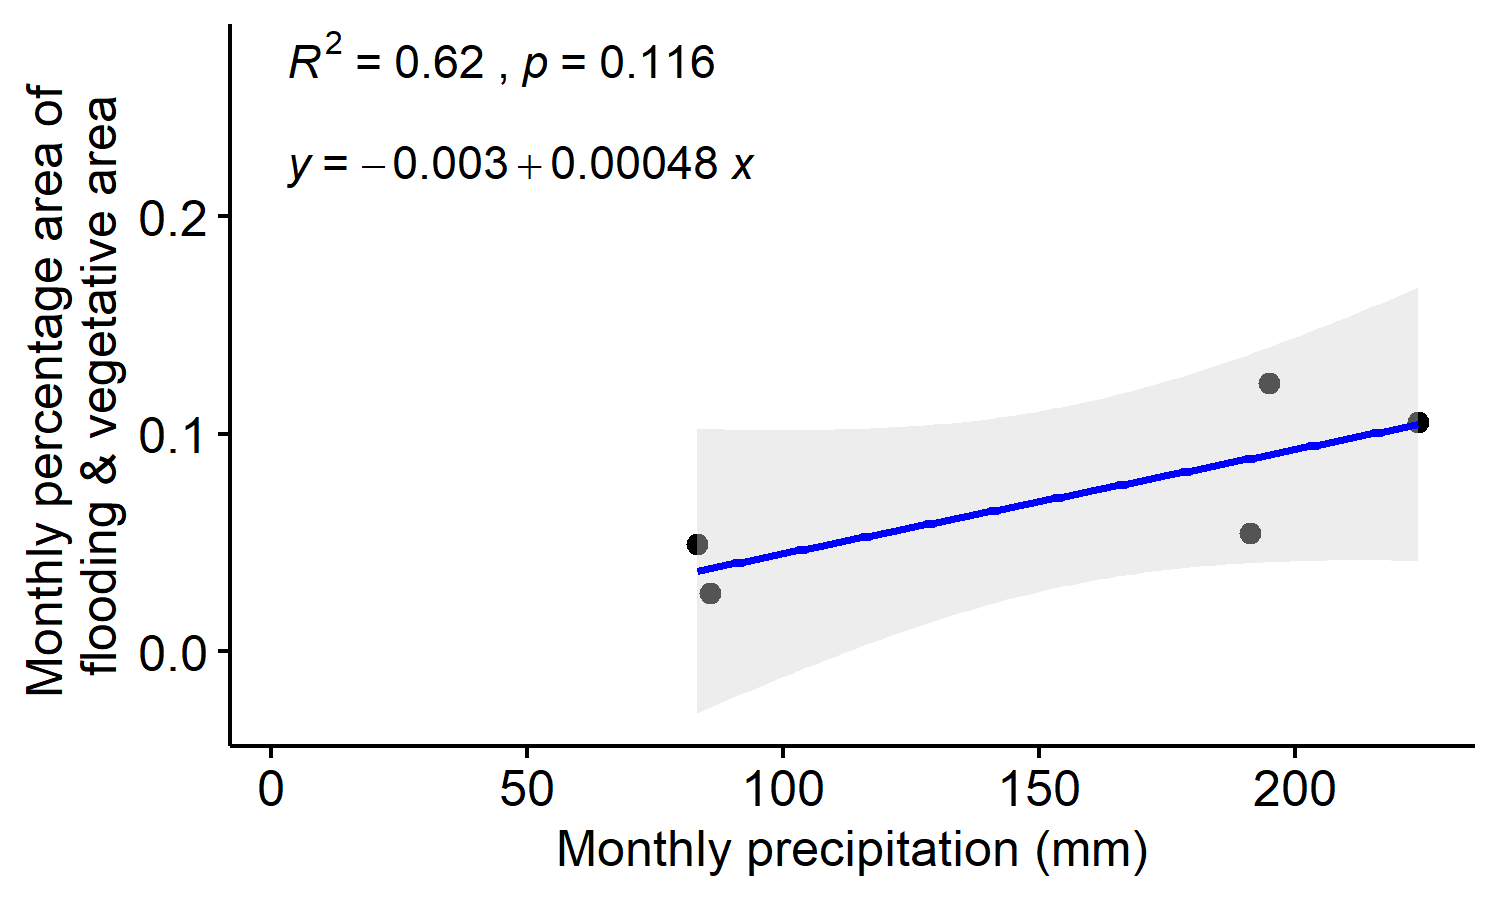 R² = 0.62 , p = 0.116
y = −0.003 + 0.00048 x
Monthly percentage area of
flooding & vegetative area
0.2
0.1
0.0
0 50 100 150 200
Monthly precipitation (mm)